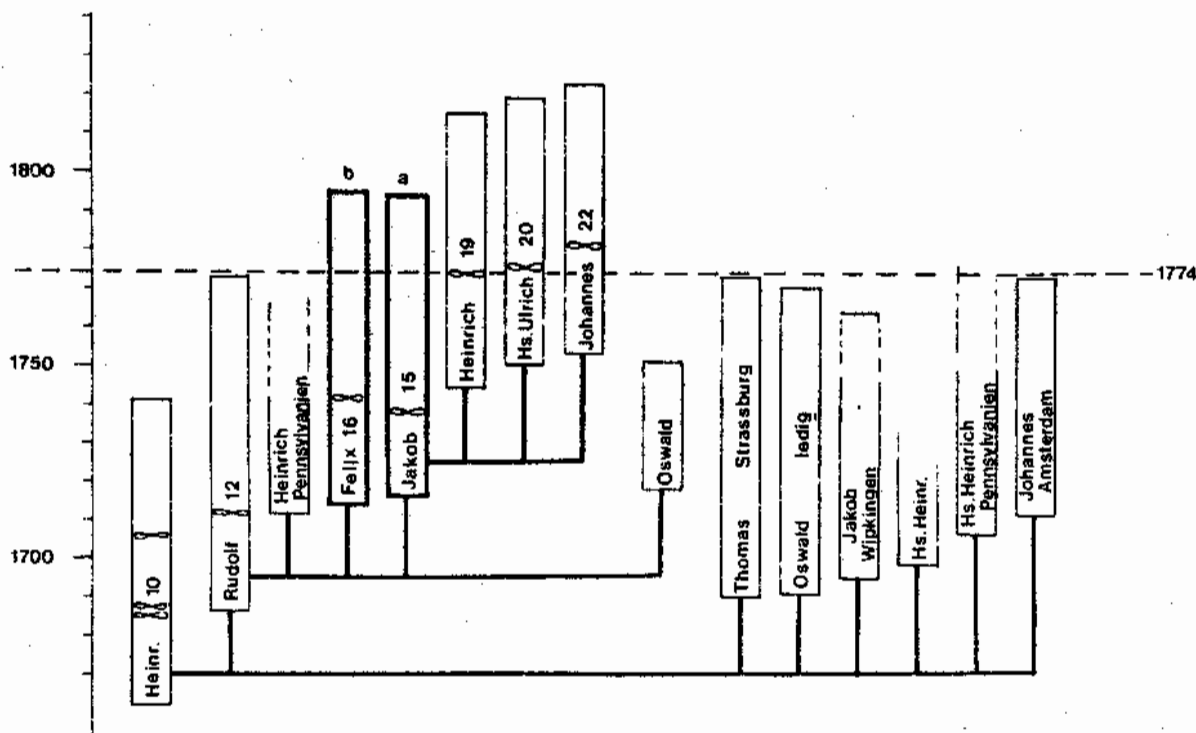 1800
1750
1700
1774
Heinr. 10
Rudolf 12
Heinrich
Pennsylvanien
Felix 16
Jakob 15
a
Heinrich 19
Hs.Ulrich 20
Johannes 22
Oswald
Thomas Strassburg
Oswald ledig
Jakob
Wipkingen
Hs.Heinr.
Hs.Heinrich
Pennsylvanien
Johannes
Amsterdam